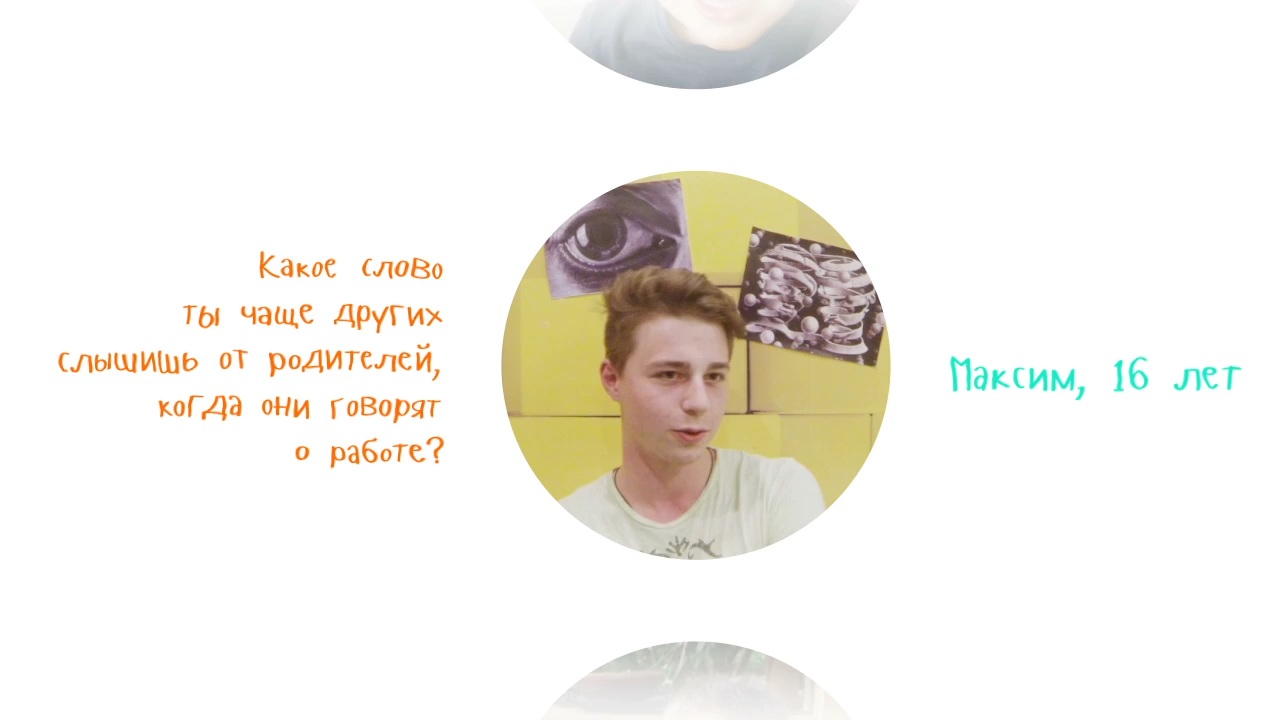 Какое слово
ты чаще других
слышишь от родителей,
когда они говорят
о работе?
Максим, 16 лет